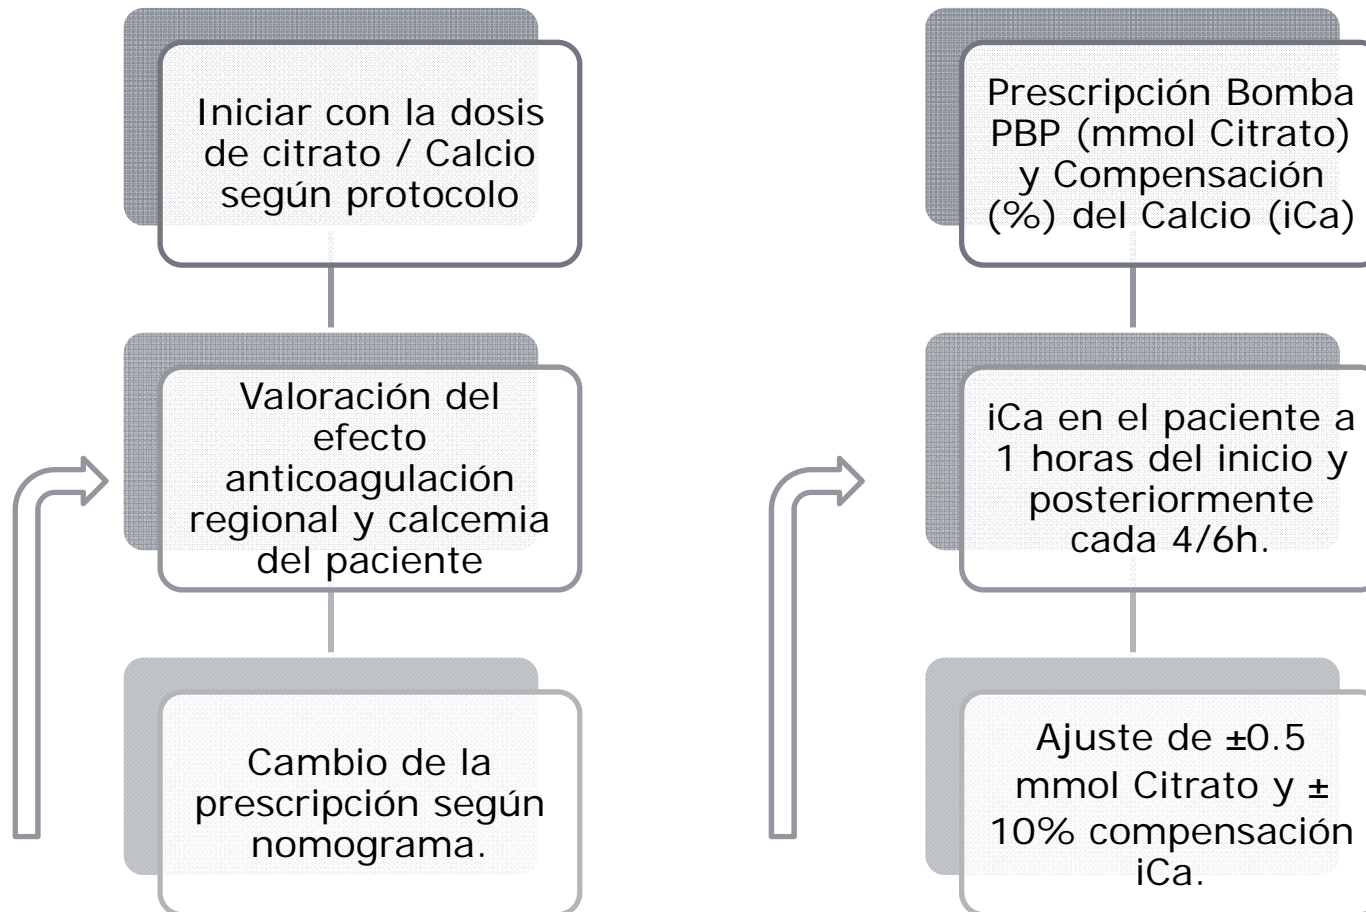 Iniciar con la dosis
de citrato / Calcio
según protocolo
Valoración del
efecto
anticoagulación
regional y calcemia
del paciente
Cambio de la
prescripción según
nomograma.
Prescripción Bomba
PBP (mmol Citrato)
y Compensación
(%) del Calcio (iCa)
iCa en el paciente a
1 horas del inicio y
posteriormente
cada 4/6h.
Ajuste de ±0.5
mmol Citrato y ±
10% compensación
iCa.